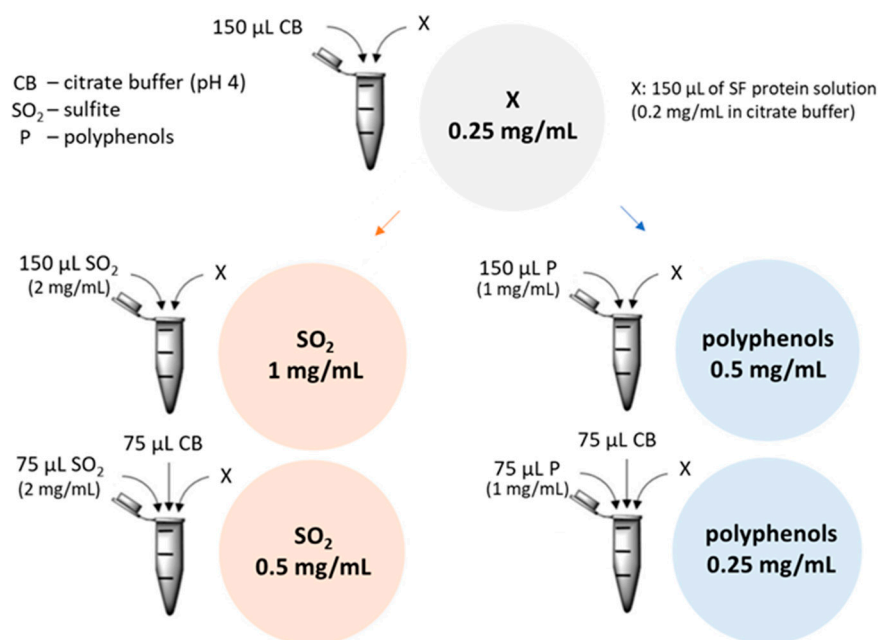 150 µL CB
X
CB – citrate buffer (pH 4)
SO₂ – sulfite
P – polyphenols
X
0.25 mg/mL
X: 150 µL of SF protein solution
(0.2 mg/mL in citrate buffer)
150 µL SO₂
(2 mg/mL)
X
SO₂
1 mg/mL
150 µL P
(1 mg/mL)
X
polyphenols
0.5 mg/mL
75 µL CB
75 µL SO₂
(2 mg/mL)
X
SO₂
0.5 mg/mL
75 µL CB
75 µL P
(1 mg/mL)
X
polyphenols
0.25 mg/mL